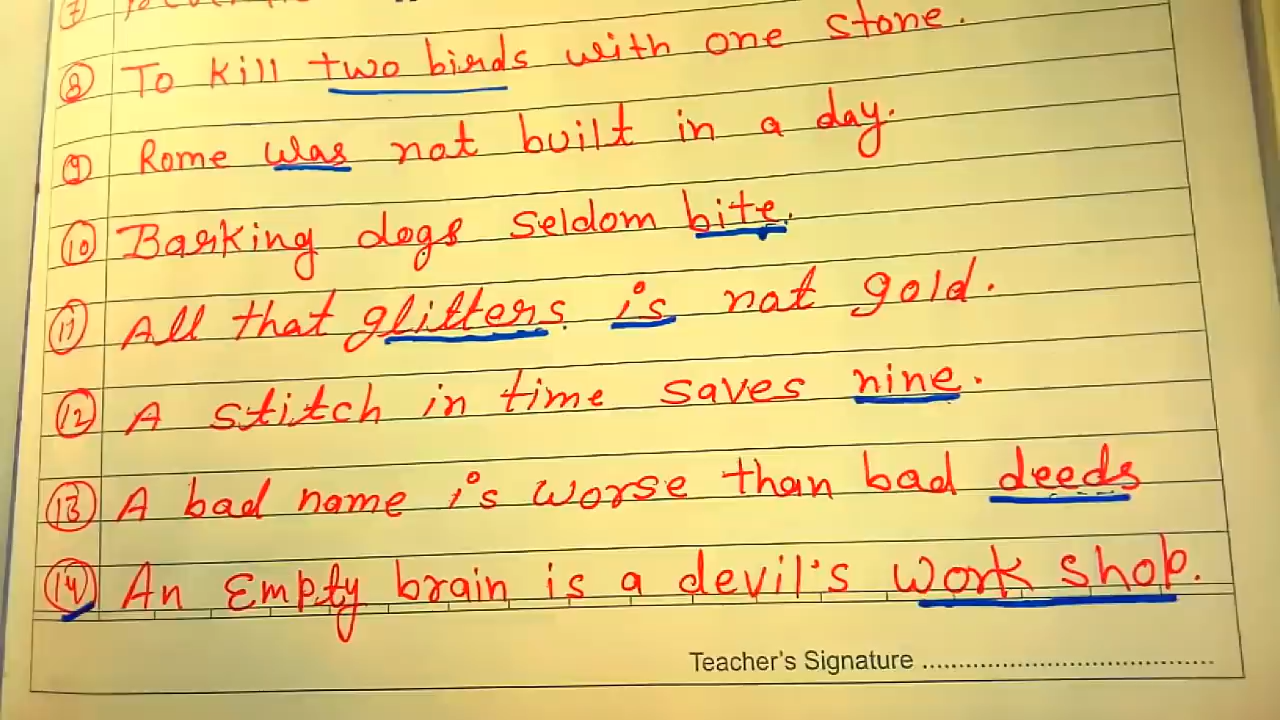 7
8 To kill two birds with one stone.
9 Rome was not built in a day.
10 Barking dogs seldom bite.
11 All that glitters is not gold.
12 A stitch in time saves nine.
13 A bad name is worse than bad deeds
14 An Empty brain is a devil's work shop.
Teacher's Signature ........................................